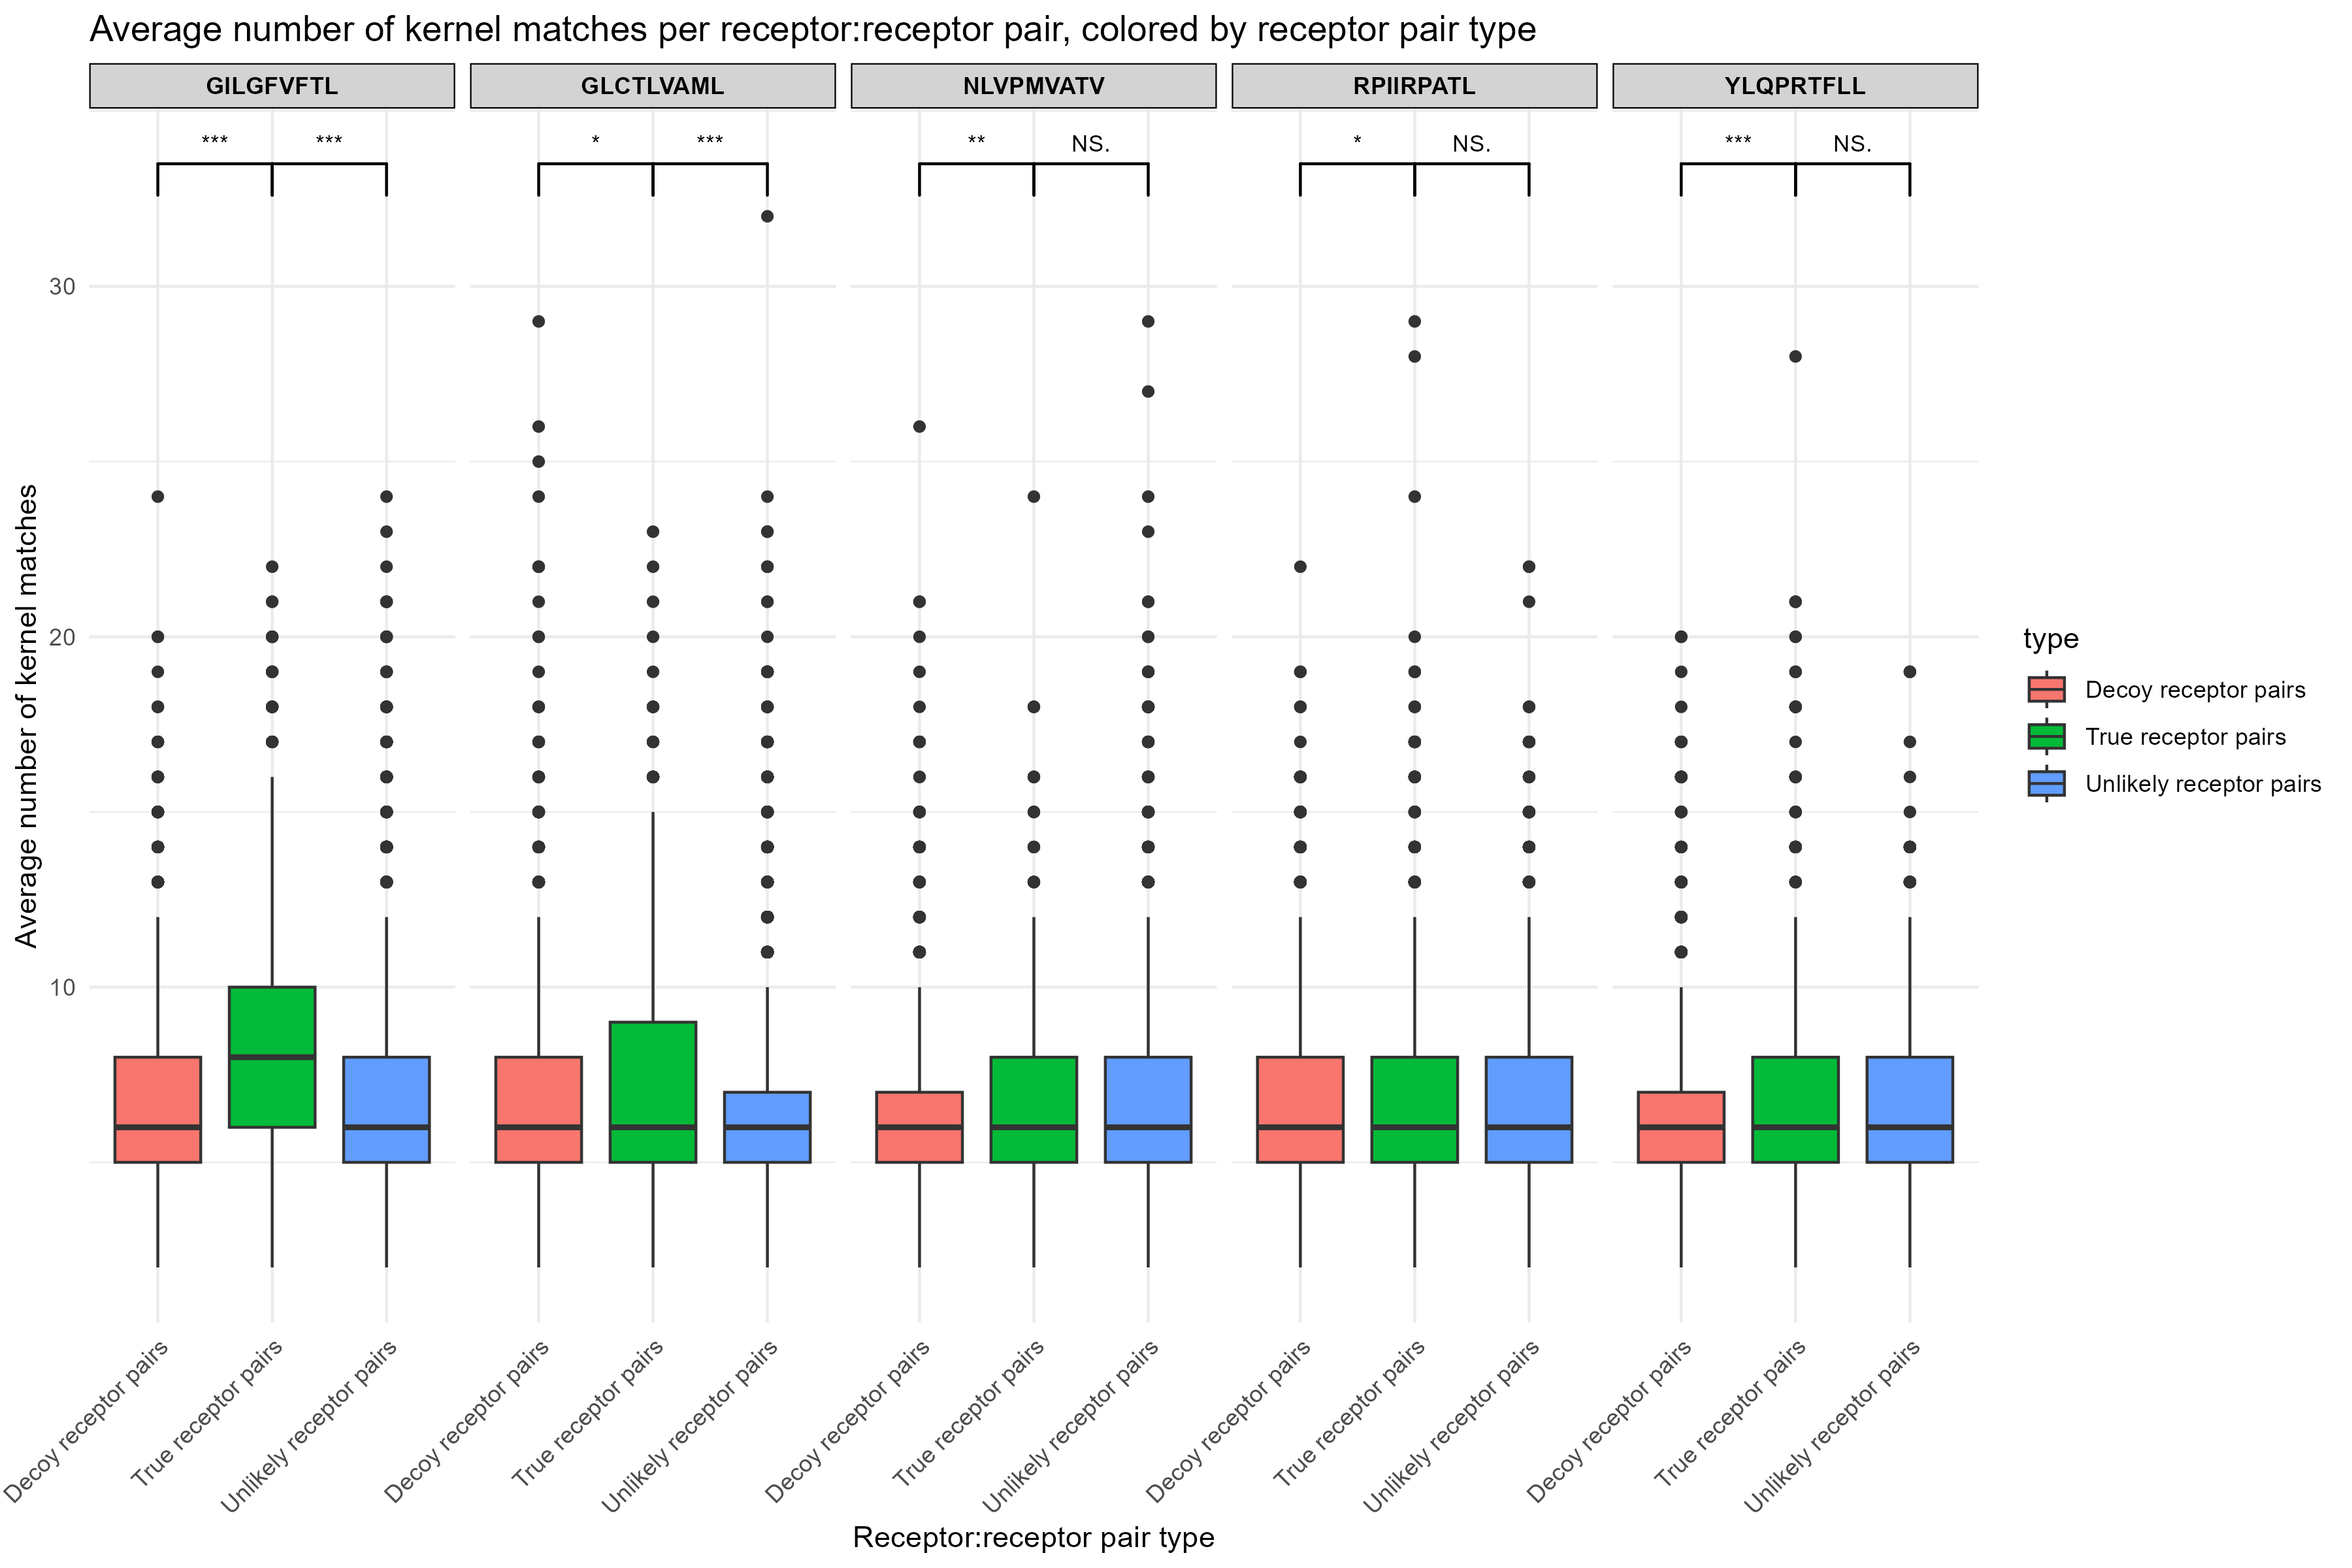 Average number of kernel matches per receptor:receptor pair, colored by receptor pair type
GILGFVFTL
GLCTLVAML
NLVPMVATV
RPIIRPATL
YLQPRTFLL
*** ***
* ***
** NS.
* NS.
*** NS.
30
20
10
Average number of kernel matches
type
Decoy receptor pairs
True receptor pairs
Unlikely receptor pairs
Decoy receptor pairs
True receptor pairs
Unlikely receptor pairs
Decoy receptor pairs
True receptor pairs
Unlikely receptor pairs
Decoy receptor pairs
True receptor pairs
Unlikely receptor pairs
Decoy receptor pairs
True receptor pairs
Unlikely receptor pairs
Decoy receptor pairs
True receptor pairs
Unlikely receptor pairs
Receptor:receptor pair type